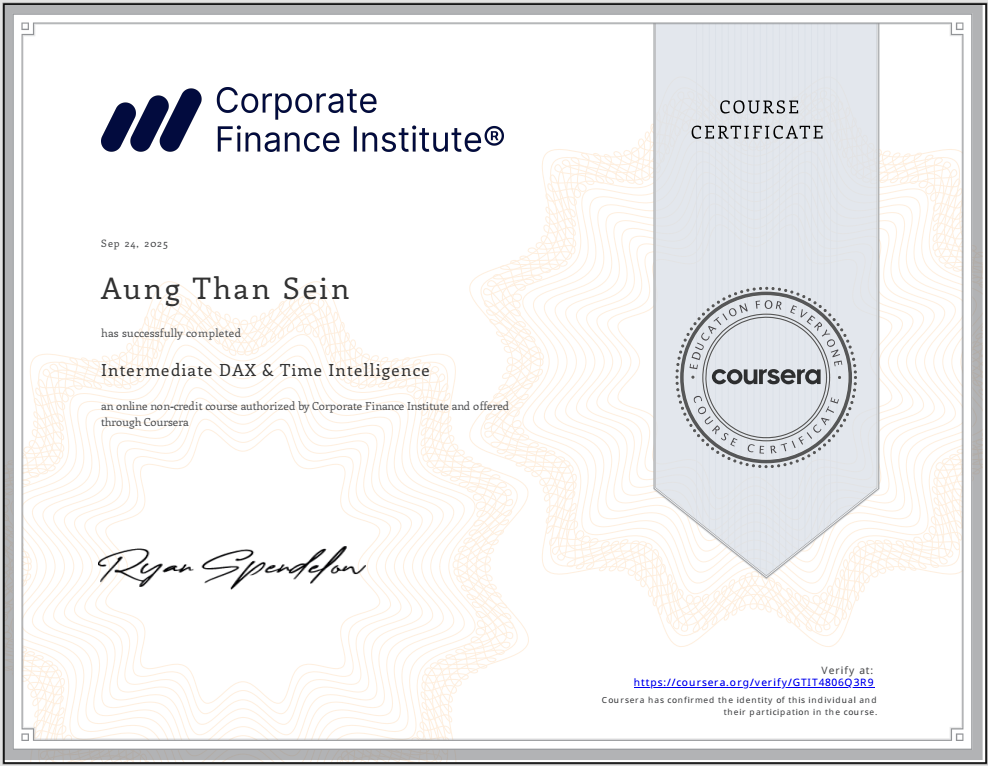 Corporate
Finance Institute®
COURSE
CERTIFICATE
Sep 24, 2025
Aung Than Sein
has successfully completed
Intermediate DAX & Time Intelligence
an online non-credit course authorized by Corporate Finance Institute and offered
through Coursera
EDUCATION FOR EVERYONE
coursera
COURSE CERTIFICATE
Ryan Spendelow
Verify at:
https://coursera.org/verify/GTIT4806Q3R9
Coursera has confirmed the identity of this individual and
their participation in the course.